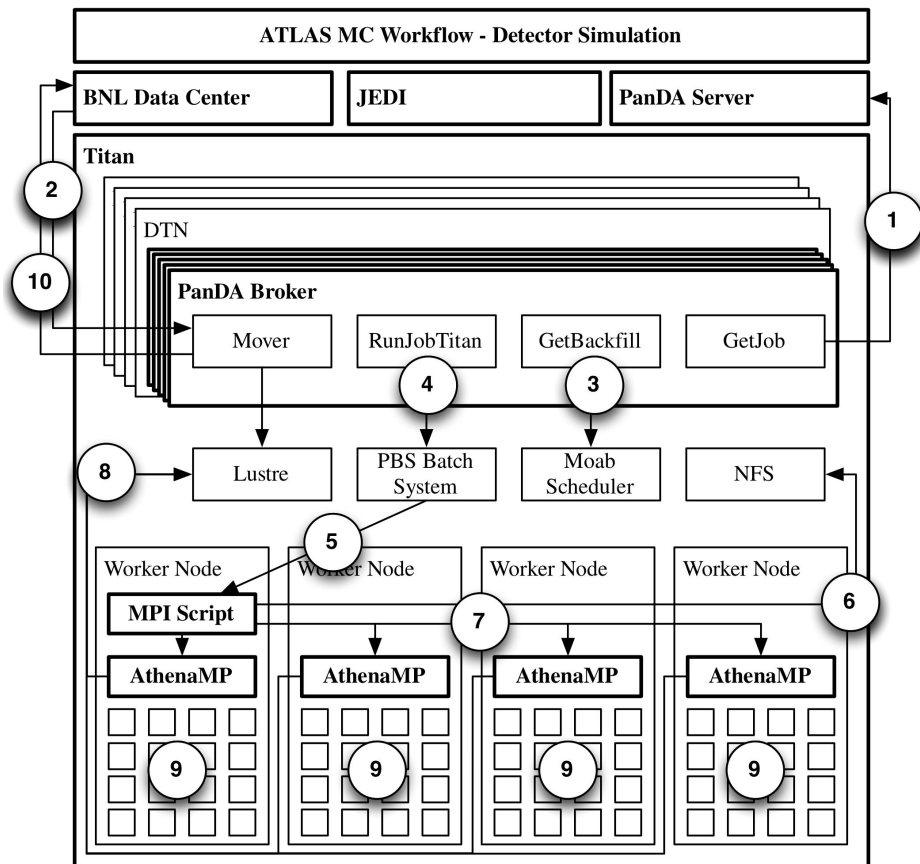 ATLAS MC Workflow - Detector Simulation
BNL Data Center
JEDI
PanDA Server
Titan
2
1
DTN
10
PanDA Broker
Mover
RunJobTitan
GetBackfill
GetJob
4
3
8
Lustre
PBS Batch
System
Moab
Scheduler
NFS
5
Worker Node
Worker Node
Worker Node
Worker Node
MPI Script
6
7
AthenaMP
AthenaMP
AthenaMP
AthenaMP
9
9
9
9